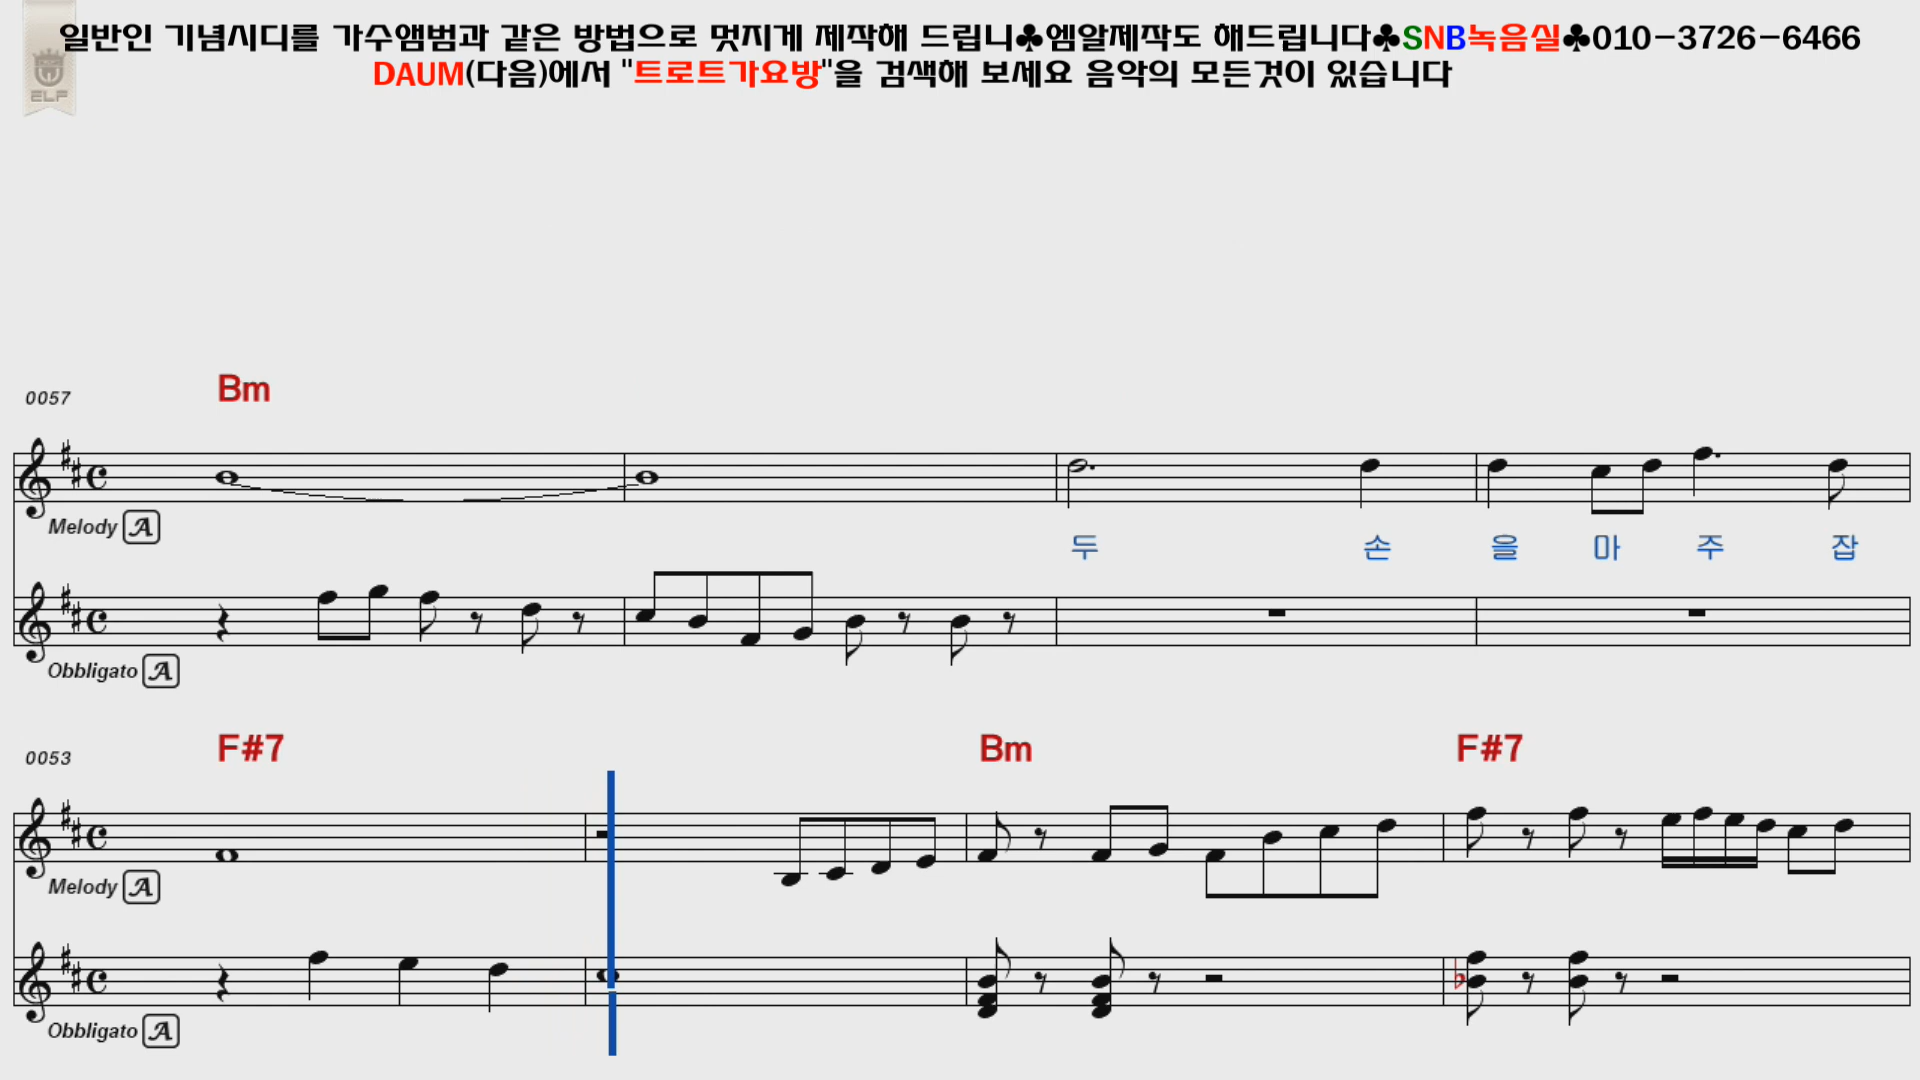 일반인 기념시디를 가수앨범과 같은 방법으로 멋지게 제작해 드립니♣엠알제작도 해드립니다♣SNB녹음실♣010-3726-6466
DAUM(다음)에서 "트로트가요방"을 검색해 보세요 음악의 모든것이 있습니다
ELF
0057 Bm
Melody A
두 손 을 마 주 잡
Obbligato A
0053 F#7 Bm F#7
Melody A
Obbligato A